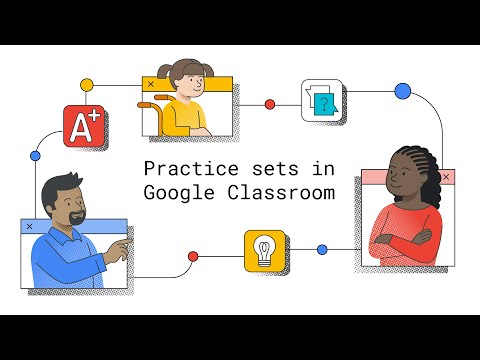 A+
?
Practice sets in
Google Classroom